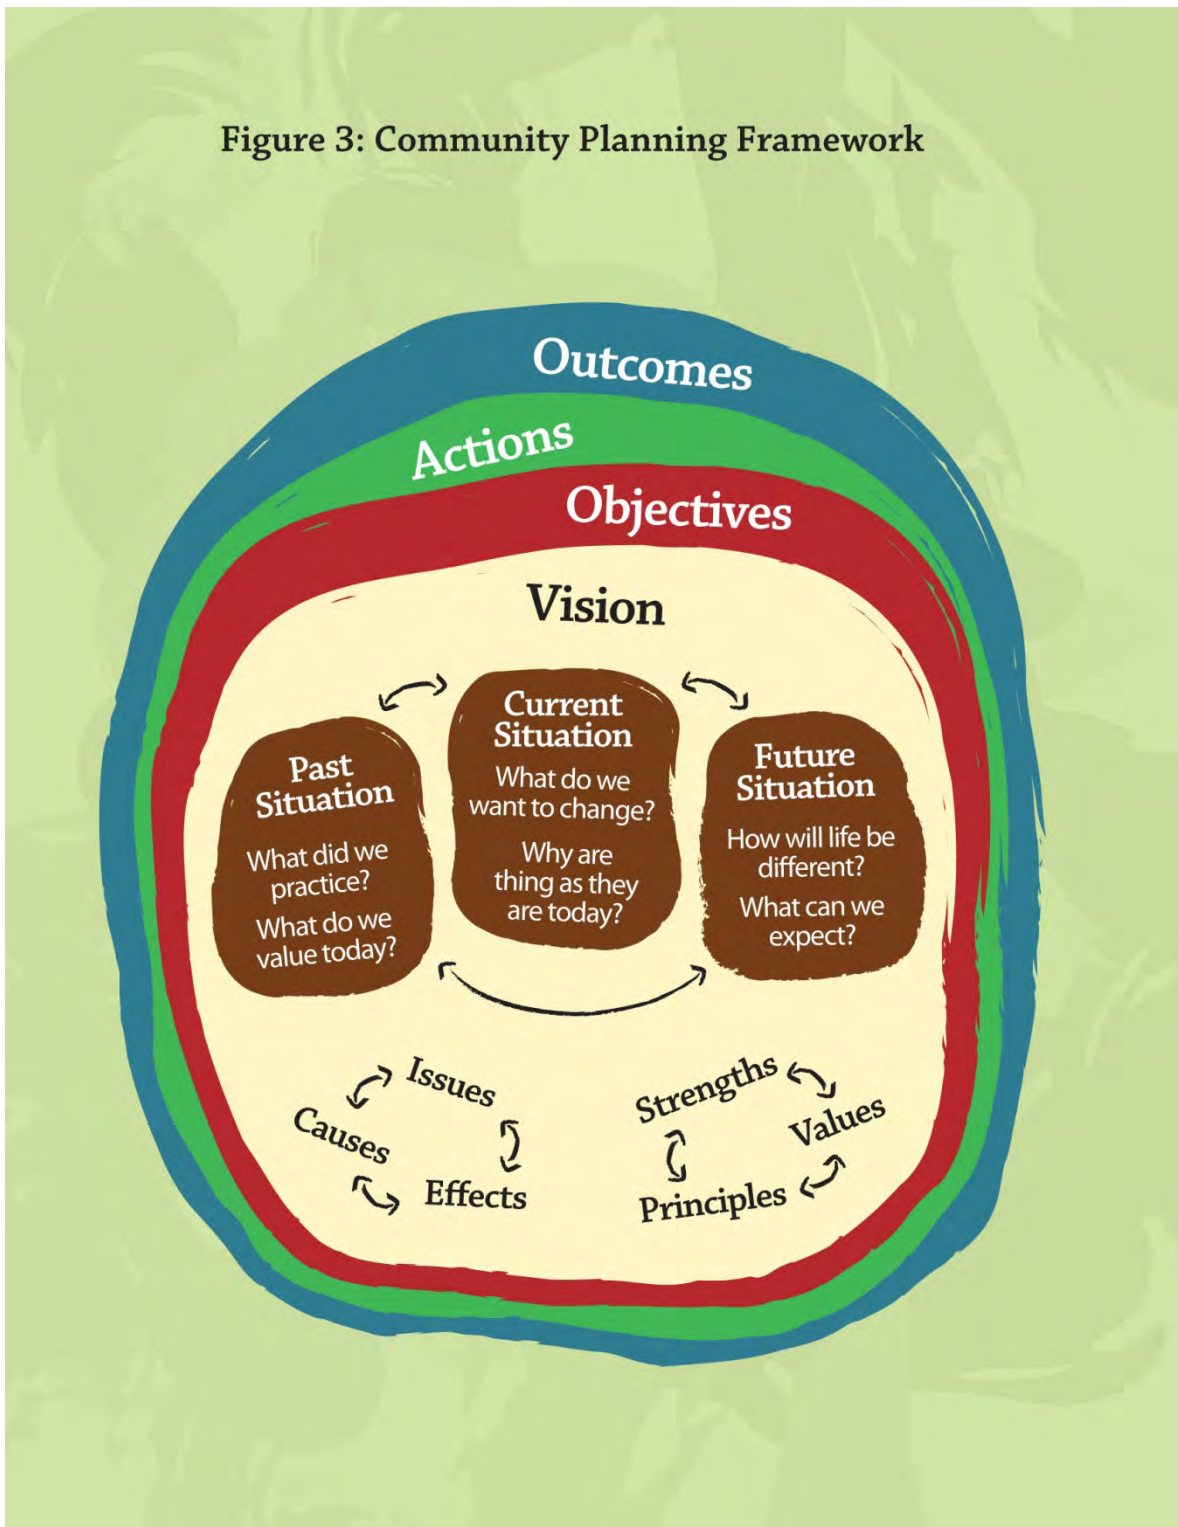 Figure 3: Community Planning Framework
Outcomes
Actions
Objectives
Vision
Past
Situation
What did we
practice?
What do we
value today?
Current
Situation
What do we
want to change?
Why are
thing as they
are today?
Future
Situation
How will life be
different?
What can we
expect?
Issues
Causes
Effects
Strengths
Values
Principles